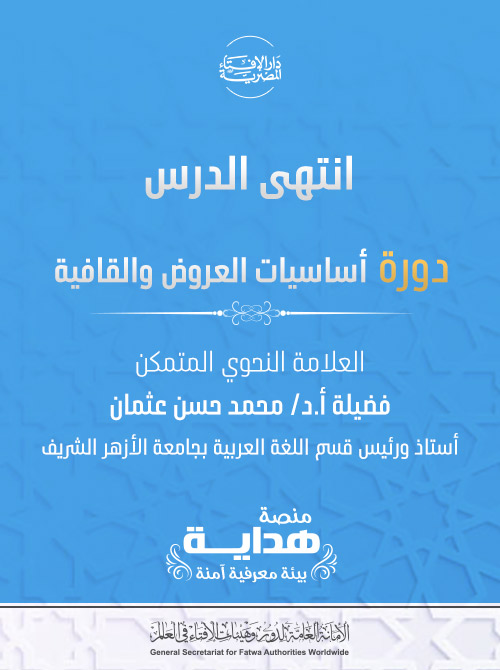 دار الإفتاء
المصرية
انتهى الدرس
دورة أساسيات العروض والقافية
العلامة النحوي المتمكن
فضيلة أ.د/ محمد حسن عثمان
أستاذ ورئيس قسم اللغة العربية بجامعة الأزهر الشريف
منصة
هداية
بيئة معرفية آمنة
الأمانة العامة لدور وهيئات الإفتاء في العالم
General Secretariat for Fatwa Authorities Worldwide